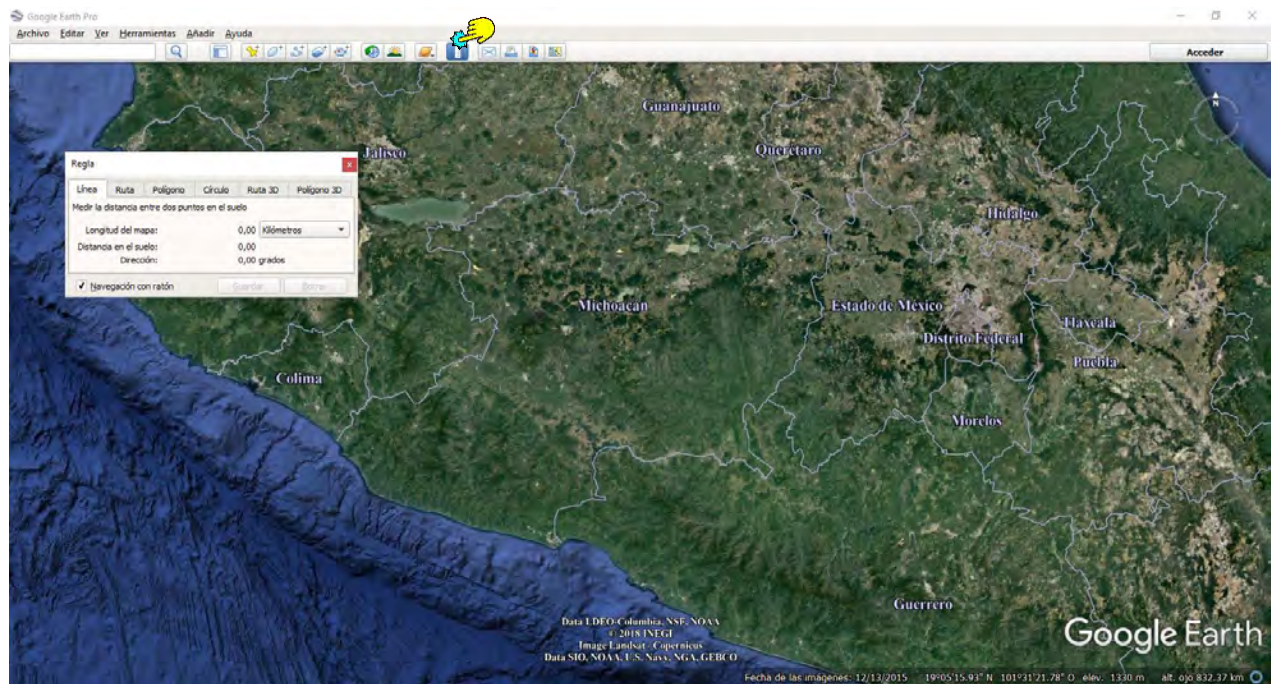 Google Earth Pro
Archivo Editar Ver Herramientas Añadir Ayuda
Acceder
Guanajuato
Jalisco
Querétaro
Hidalgo
Michoacán
Estado de México
Tlaxcala
Distrito Federal
Puebla
Colima
Morelos
Guerrero
N
Regla
Línea Ruta Polígono Círculo Ruta 3D Polígono 3D
Medir la distancia entre dos puntos en el suelo
Longitud del mapa: 0,00 Kilómetros
Distancia en el suelo: 0,00
Dirección: 0,00 grados
Navegación con ratón Guardar Borrar
Data LDEO-Columbia, NSF, NOAA
© 2018 INEGI
Image Landsat / Copernicus
Data SIO, NOAA, U.S. Navy, NGA, GEBCO
Google Earth
Fecha de las imágenes: 12/13/2015 19°05'15.93" N 101°31'21.78" O elev. 1330 m alt. ojo 832.37 km